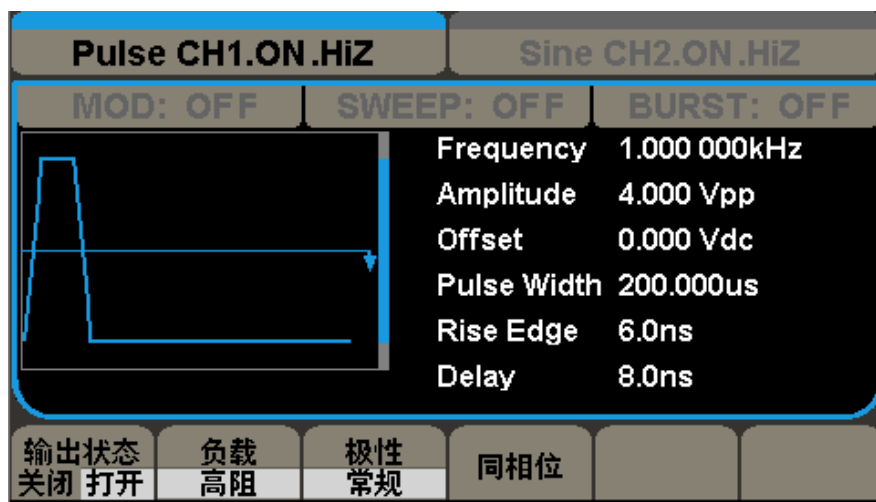 Pulse CH1.ON.HiZ
Sine CH2.ON.HiZ
MOD: OFF
SWEEP: OFF
BURST: OFF
Frequency 1.000 000kHz
Amplitude 4.000 Vpp
Offset 0.000 Vdc
Pulse Width 200.000us
Rise Edge 6.0ns
Delay 8.0ns
输出状态
关闭 打开
负载
高阻
极性
常规
同相位